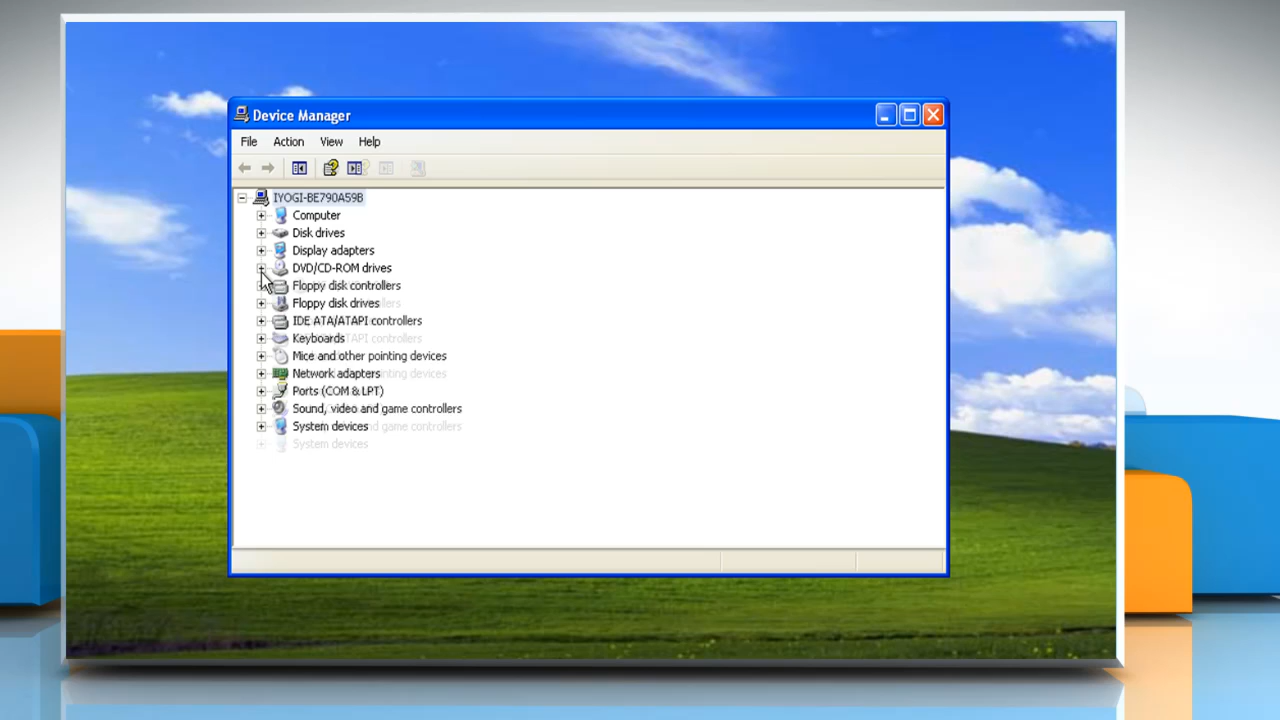 Device Manager
File Action View Help
IYOGI-BE790A59B
Computer
Disk drives
Display adapters
DVD/CD-ROM drives
Floppy disk controllers
Floppy disk drives
IDE ATA/ATAPI controllers
Keyboards
Mice and other pointing devices
Network adapters
Ports (COM & LPT)
Sound, video and game controllers
System devices
System devices